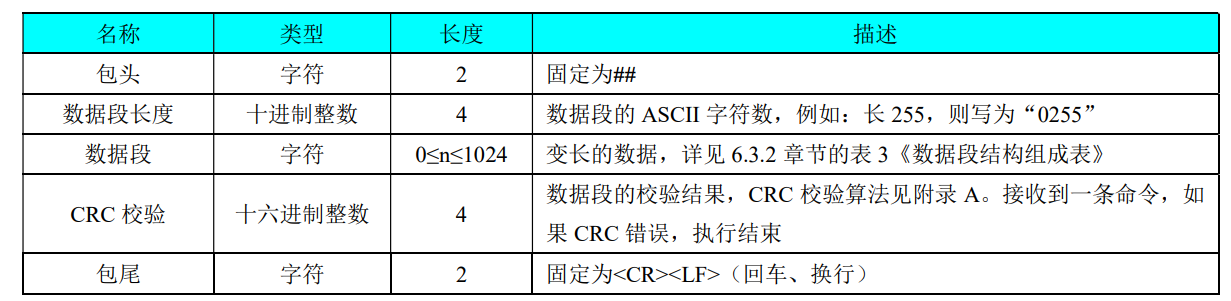 名称 类型 长度 描述
包头 字符 2 固定为##
数据段长度 十进制整数 4 数据段的 ASCII 字符数，例如：长 255，则写为“0255”
数据段 字符 0≤n≤1024 变长的数据，详见 6.3.2 章节的表 3《数据段结构组成表》
CRC 校验 十六进制整数 4 数据段的校验结果，CRC 校验算法见附录 A。接收到一条命令，如
果 CRC 错误，执行结束
包尾 字符 2 固定为<CR><LF>（回车、换行）